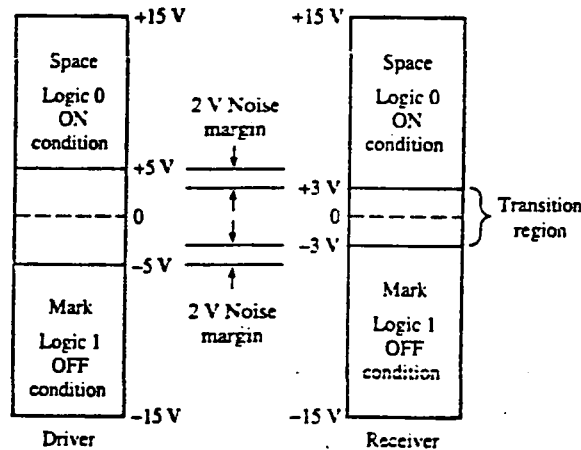 +15 V
Space
Logic 0
ON
condition
+5 V
0
−5 V
Mark
Logic 1
OFF
condition
−15 V
Driver
2 V Noise
margin
2 V Noise
margin
+15 V
Space
Logic 0
ON
condition
+3 V
0
−3 V
Transition
region
Mark
Logic 1
OFF
condition
−15 V
Receiver